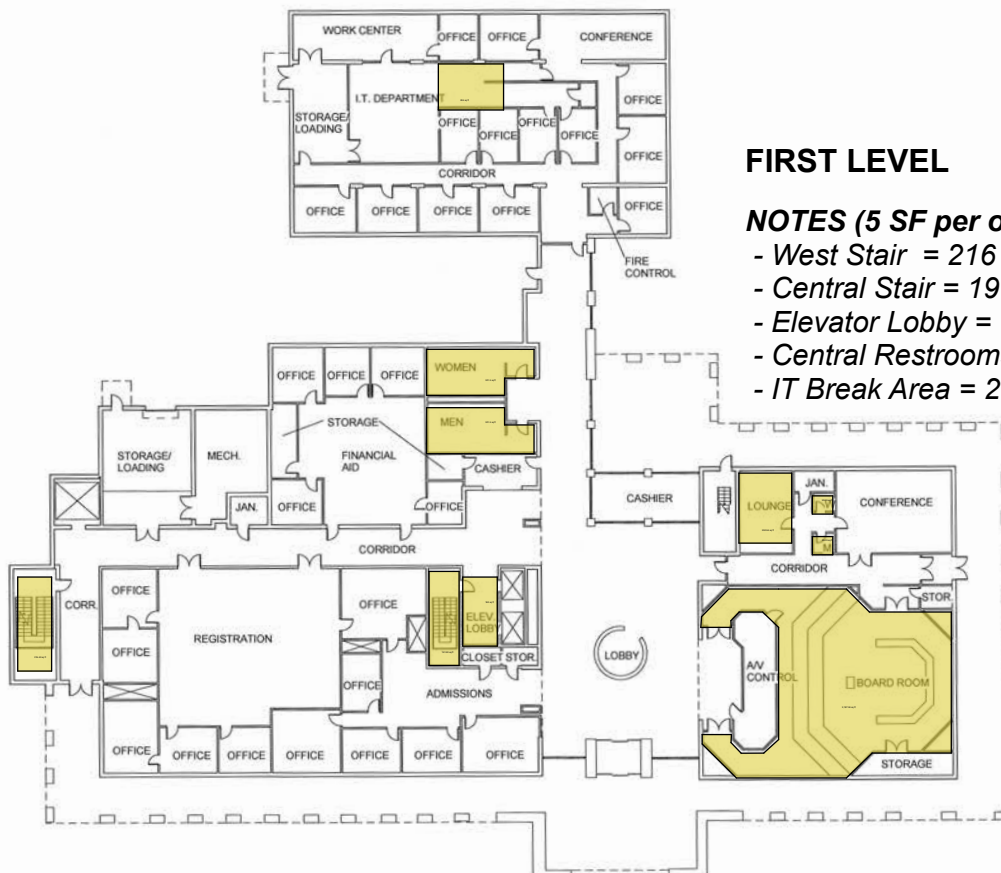 WORK CENTER
OFFICE
OFFICE
CONFERENCE
I.T. DEPARTMENT
OFFICE
STORAGE/
LOADING
OFFICE
OFFICE
OFFICE
OFFICE
OFFICE
CORRIDOR
OFFICE
OFFICE
OFFICE
OFFICE
OFFICE
FIRE
CONTROL
FIRST LEVEL
NOTES (5 SF per o
- West Stair = 216
- Central Stair = 19
- Elevator Lobby =
- Central Restroom
- IT Break Area = 2
OFFICE
OFFICE
OFFICE
WOMEN
STORAGE
MEN
STORAGE/
LOADING
MECH.
FINANCIAL
AID
CASHIER
JAN.
OFFICE
OFFICE
CASHIER
LOUNGE
JAN.
W
CONFERENCE
M
CORRIDOR
CORRIDOR
CORR.
OFFICE
OFFICE
ELEV.
LOBBY
STOR.
REGISTRATION
OFFICE
CLOSET STOR.
LOBBY
A/V
CONTROL
BOARD ROOM
OFFICE
ADMISSIONS
OFFICE
OFFICE
OFFICE
OFFICE
OFFICE
OFFICE
OFFICE
STORAGE